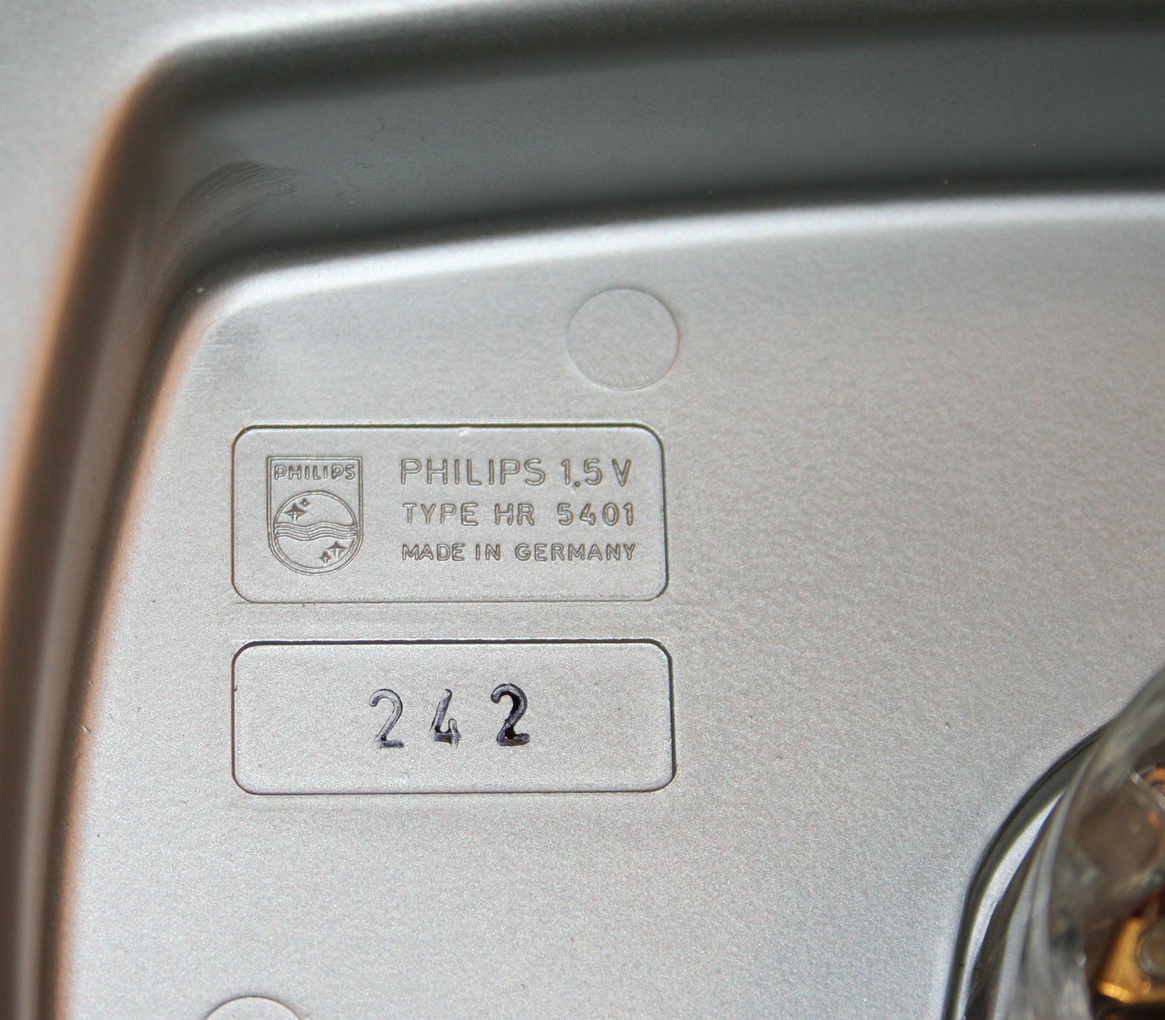 PHILIPS
PHILIPS 1.5 V
TYPE HR 5401
MADE IN GERMANY
242